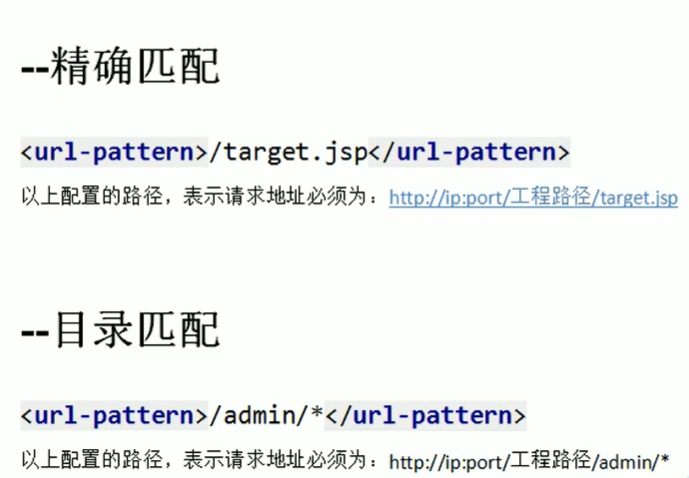 --精确匹配
<url-pattern>/target.jsp</url-pattern>
以上配置的路径，表示请求地址必须为：http://ip:port/工程路径/target.jsp
--目录匹配
<url-pattern>/admin/*</url-pattern>
以上配置的路径，表示请求地址必须为：http://ip:port/工程路径/admin/*